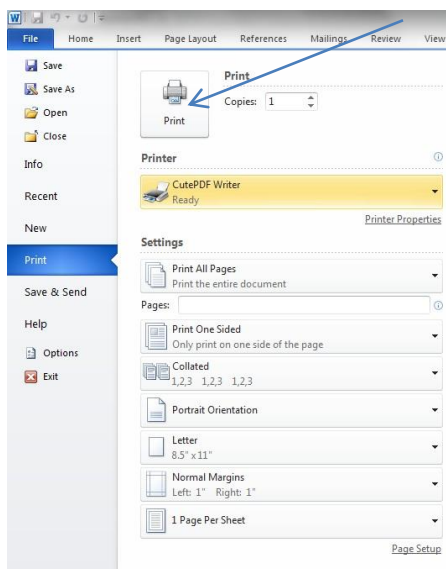 W
File Home Insert Page Layout References Mailings Review View
Save
Save As
Open
Close
Info
Recent
New
Print
Save & Send
Help
Options
Exit
Print
Print
Copies: 1
Printer
CutePDF Writer
Ready
Printer Properties
Settings
Print All Pages
Print the entire document
Pages:
Print One Sided
Only print on one side of the page
Collated
1,2,3 1,2,3 1,2,3
Portrait Orientation
Letter
8.5" x 11"
Normal Margins
Left: 1" Right: 1"
1 Page Per Sheet
Page Setup